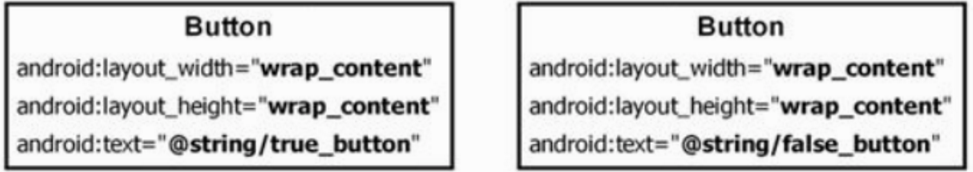 Button
android:layout_width="wrap_content"
android:layout_height="wrap_content"
android:text="@string/true_button"
Button
android:layout_width="wrap_content"
android:layout_height="wrap_content"
android:text="@string/false_button"